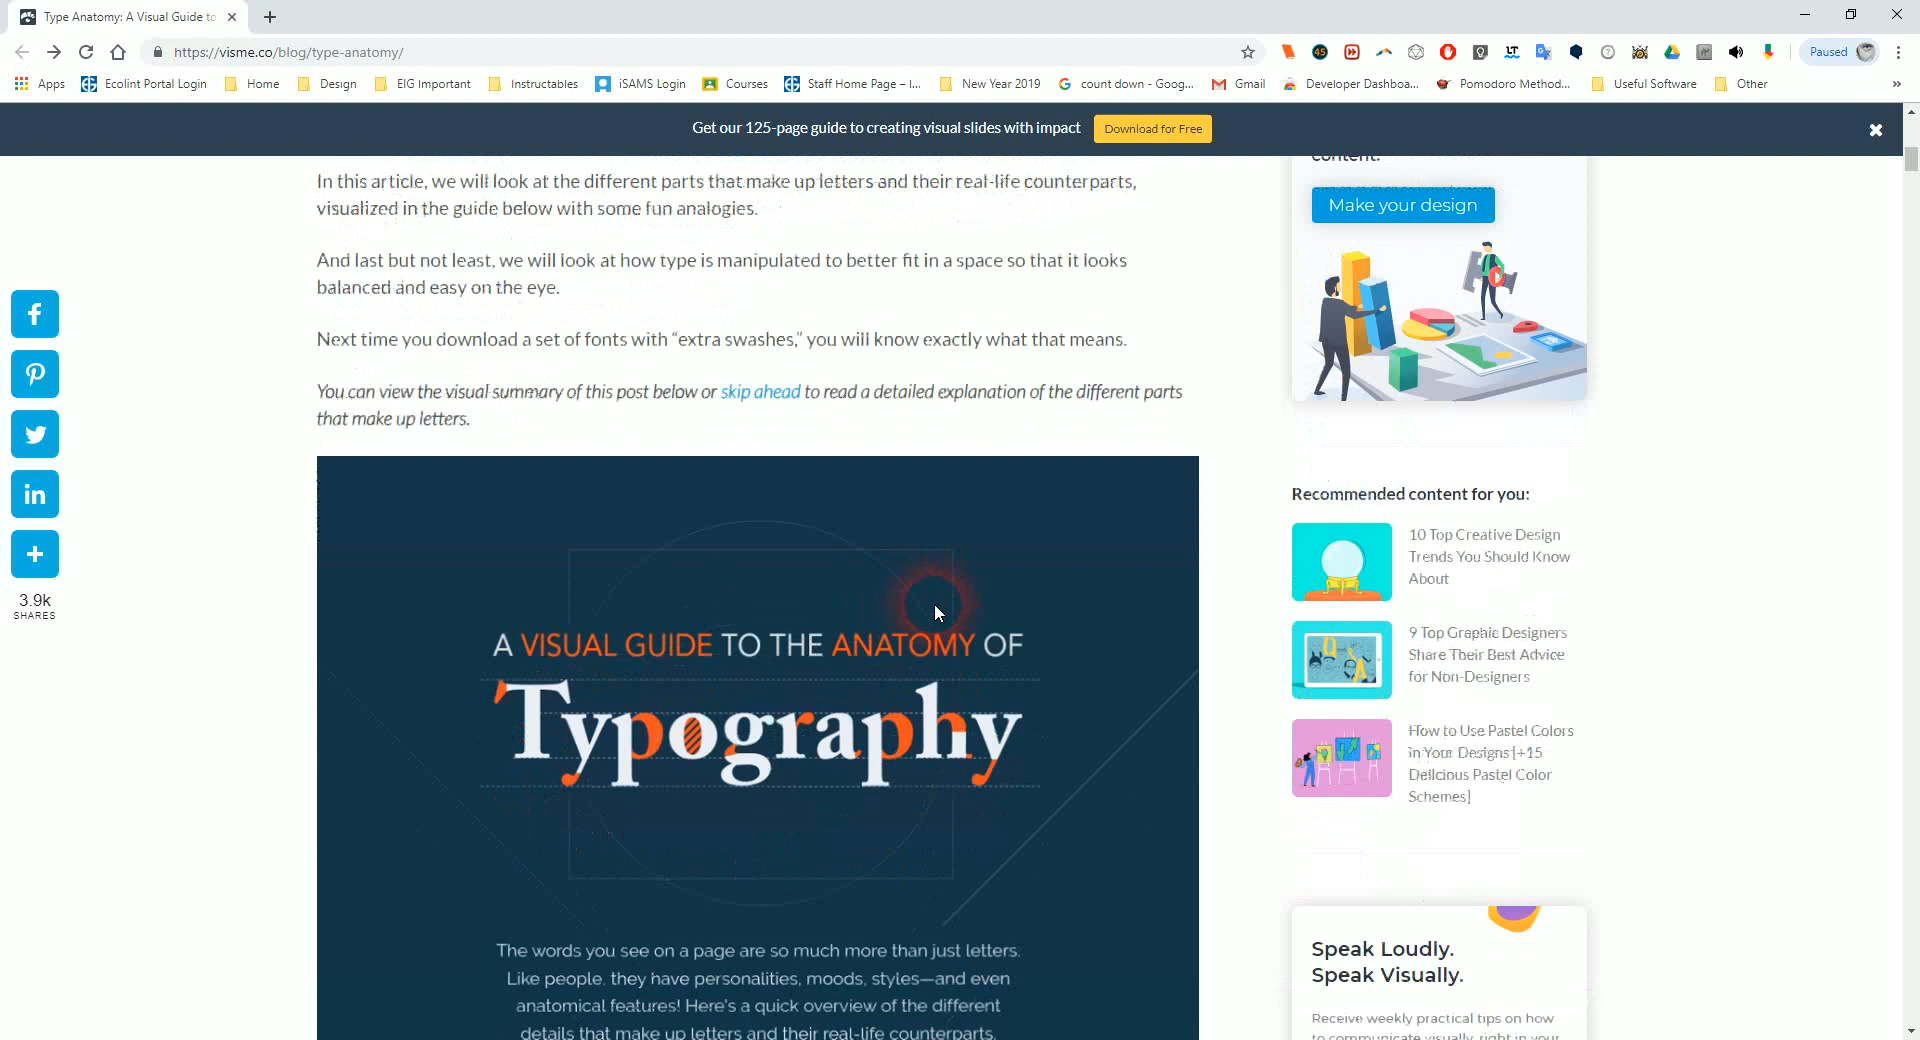 Type Anatomy: A Visual Guide to
https://visme.co/blog/type-anatomy/
45
LT
Paused
Apps
Ecolint Portal Login
Home
Design
EIG Important
Instructables
iSAMS Login
Courses
Staff Home Page – I...
New Year 2019
count down - Goog...
Gmail
Developer Dashboa...
Pomodoro Method...
Useful Software
Other
»
Get our 125-page guide to creating visual slides with impact
Download for Free
content.
In this article, we will look at the different parts that make up letters and their real-life counterparts,
visualized in the guide below with some fun analogies.
And last but not least, we will look at how type is manipulated to better fit in a space so that it looks
balanced and easy on the eye.
Next time you download a set of fonts with “extra swashes,” you will know exactly what that means.
You can view the visual summary of this post below or skip ahead to read a detailed explanation of the different parts
that make up letters.
3.9k
SHARES
A VISUAL GUIDE TO THE ANATOMY OF
Typography
The words you see on a page are so much more than just letters.
Like people, they have personalities, moods, styles—and even
anatomical features! Here's a quick overview of the different
details that make up letters and their real-life counterparts.
Make your design
Recommended content for you:
10 Top Creative Design
Trends You Should Know
About
9 Top Graphic Designers
Share Their Best Advice
for Non-Designers
How to Use Pastel Colors
in Your Designs [+15
Delicious Pastel Color
Schemes]
Speak Loudly.
Speak Visually.
Receive weekly practical tips on how
to communicate visually, right in your